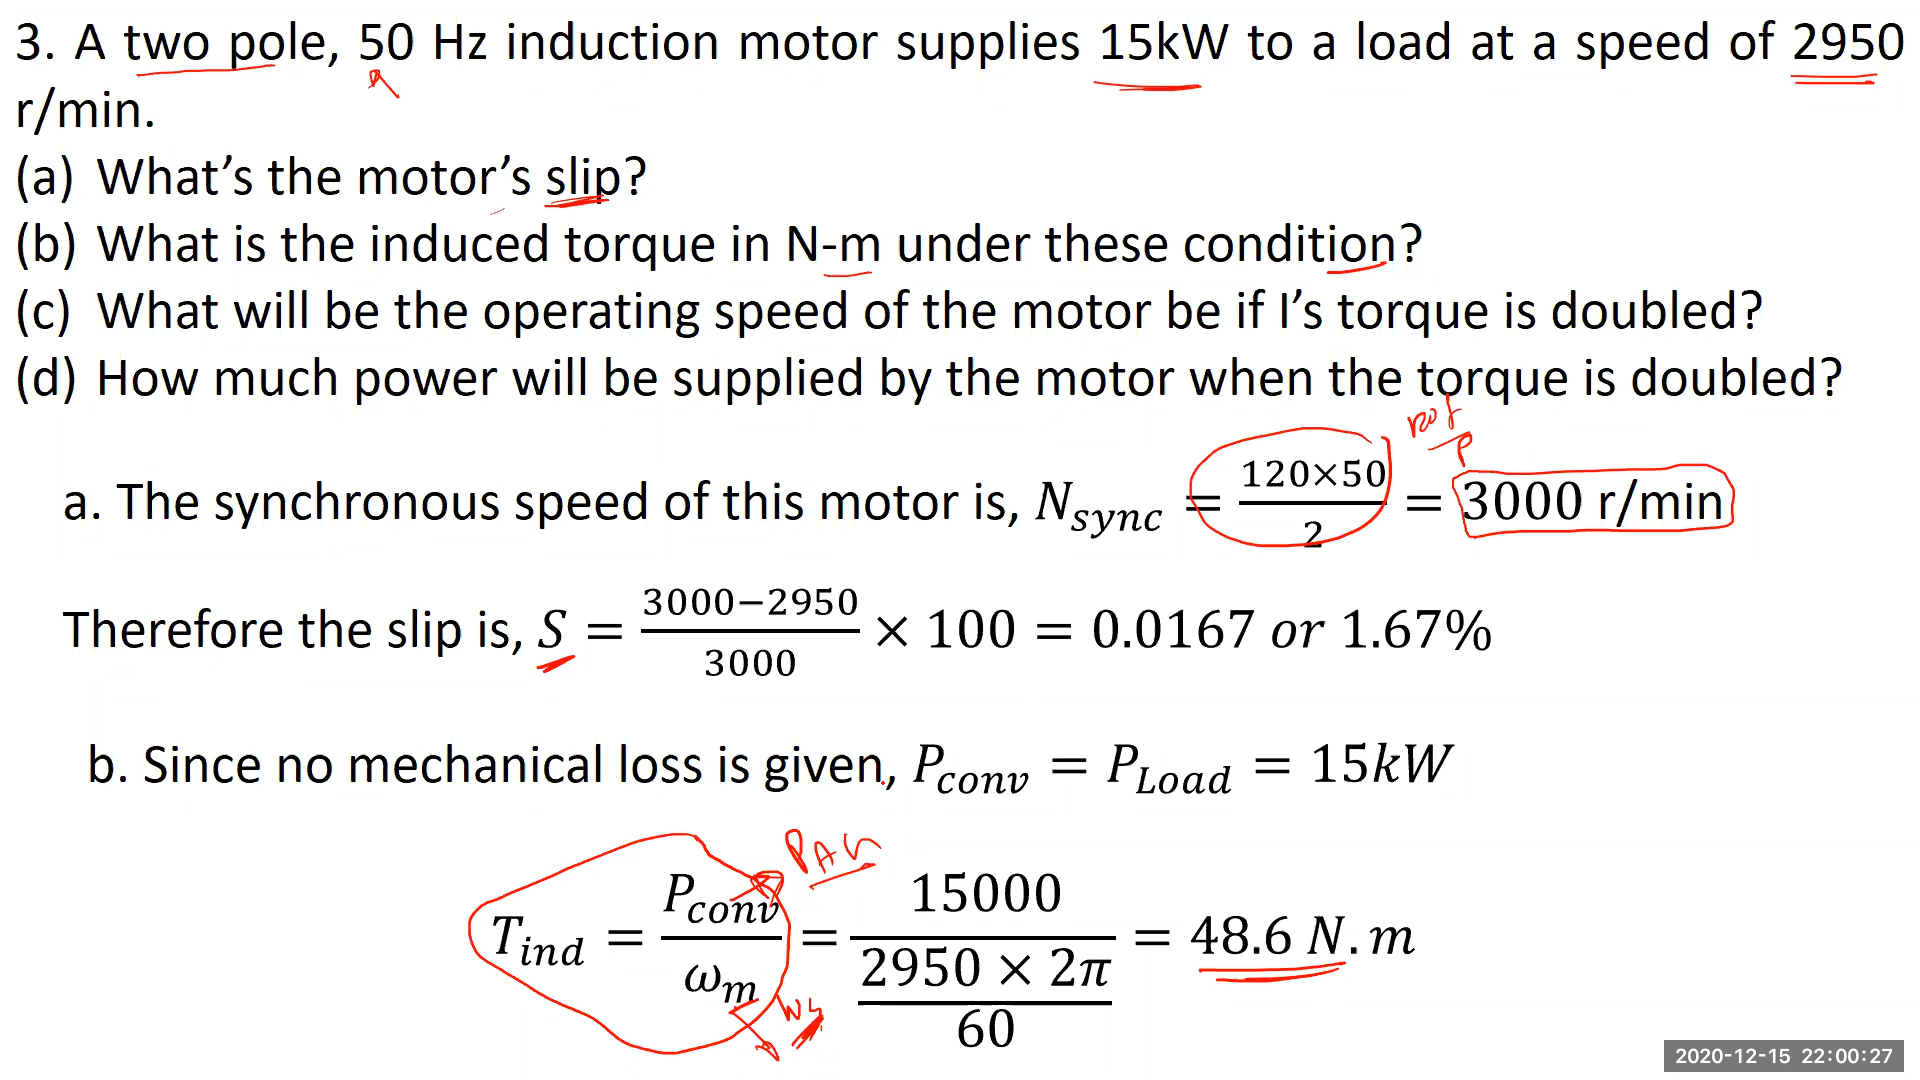 3. A two pole, 50 Hz induction motor supplies 15kW to a load at a speed of 2950
r/min.
(a) What's the motor's slip?
(b) What is the induced torque in N-m under these condition?
(c) What will be the operating speed of the motor be if I's torque is doubled?
(d) How much power will be supplied by the motor when the torque is doubled?
a. The synchronous speed of this motor is, N_sync = 120×50 / 2 = 3000 r/min
Therefore the slip is, S = 3000−2950 / 3000 × 100 = 0.0167 or 1.67%
b. Since no mechanical loss is given, P_conv = P_Load = 15kW
P_AG
T_ind = P_conv / ω_m = 15000 / (2950 × 2π / 60) = 48.6 N.m
2020-12-15 22:00:27